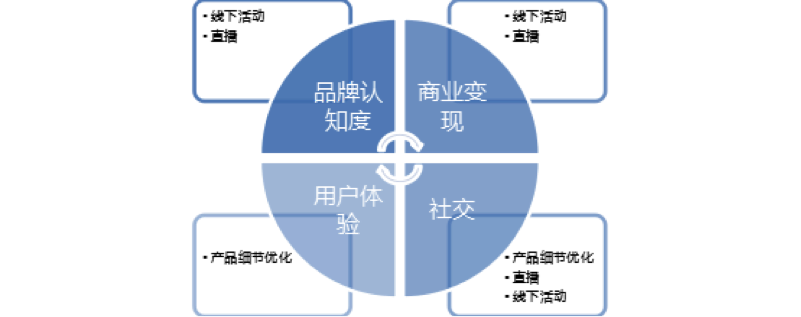 • 线下活动
• 直播
• 线下活动
• 直播
品牌认
知度
商业变
现
用户体
验
社交
• 产品细节优化
• 产品细节优化
• 直播
• 线下活动